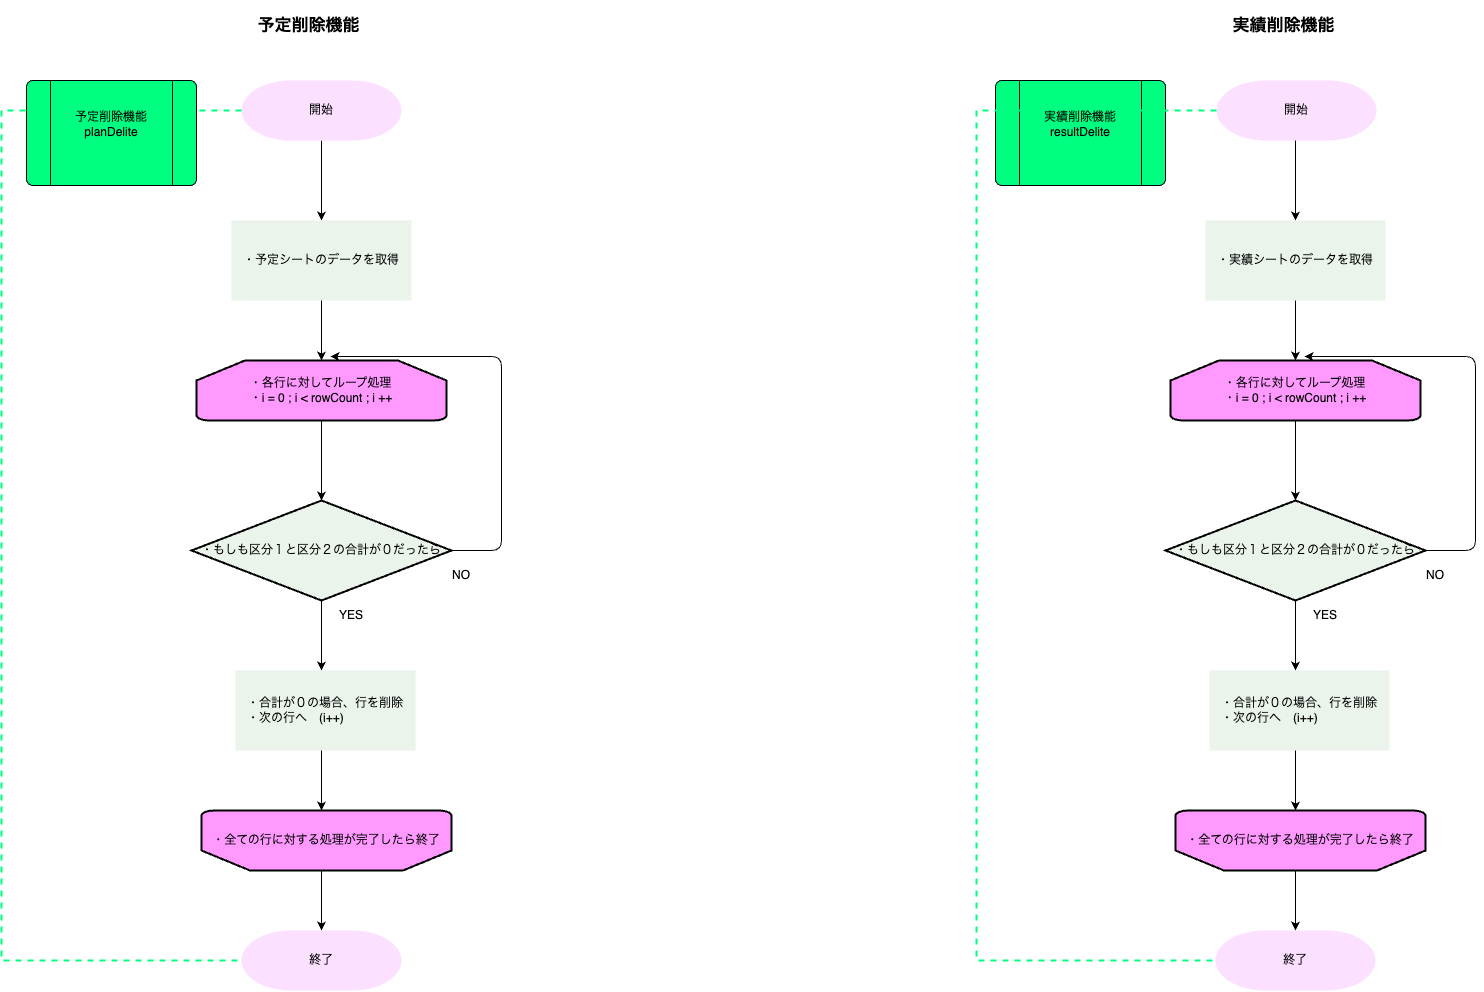 予定削除機能
予定削除機能
planDelite
開始
・予定シートのデータを取得
・各行に対してループ処理
・i = 0 ; i < rowCount ; i ++
・もしも区分１と区分２の合計が０だったら
NO
YES
・合計が０の場合、行を削除
・次の行へ　(i++)
・全ての行に対する処理が完了したら終了
終了
実績削除機能
実績削除機能
resultDelite
開始
・実績シートのデータを取得
・各行に対してループ処理
・i = 0 ; i < rowCount ; i ++
・もしも区分１と区分２の合計が０だったら
NO
YES
・合計が０の場合、行を削除
・次の行へ　(i++)
・全ての行に対する処理が完了したら終了
終了